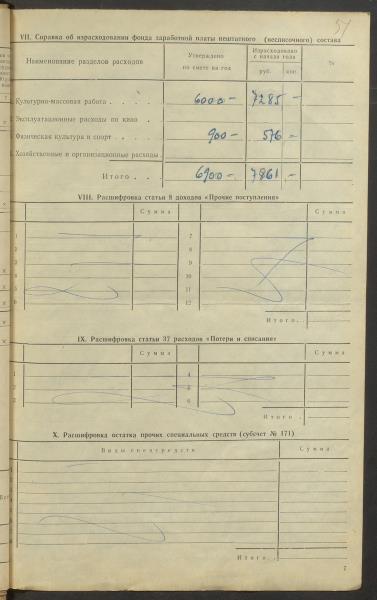 51
VII. Справка об израсходовании фонда заработной платы нештатного (несписочного) состава
Наименование разделов расходов
Утверждено по смете на год
Израсходовано с начала года
руб. коп.
%
Культурно-массовая работа . . . . 6000 — 7285 —
Эксплуатационные расходы по кино .
Физическая культура и спорт . . . . 900 — 576 —
Хозяйственные и организационные расходы
Итого . . . 6900 — 7861 —
VIII. Расшифровка статьи 8 доходов «Прочие поступления»
Сумма Сумма
1 7
2 8
3 9
4 10
5 11
6 12
Итого . .
IX. Расшифровка статьи 37 расходов «Потери и списания»
Сумма Сумма
1 4
2 5
3 6
Итого . .
X. Расшифровка остатка прочих специальных средств (субсчет № 171)
Виды спецсредств Сумма
Итого . .
7